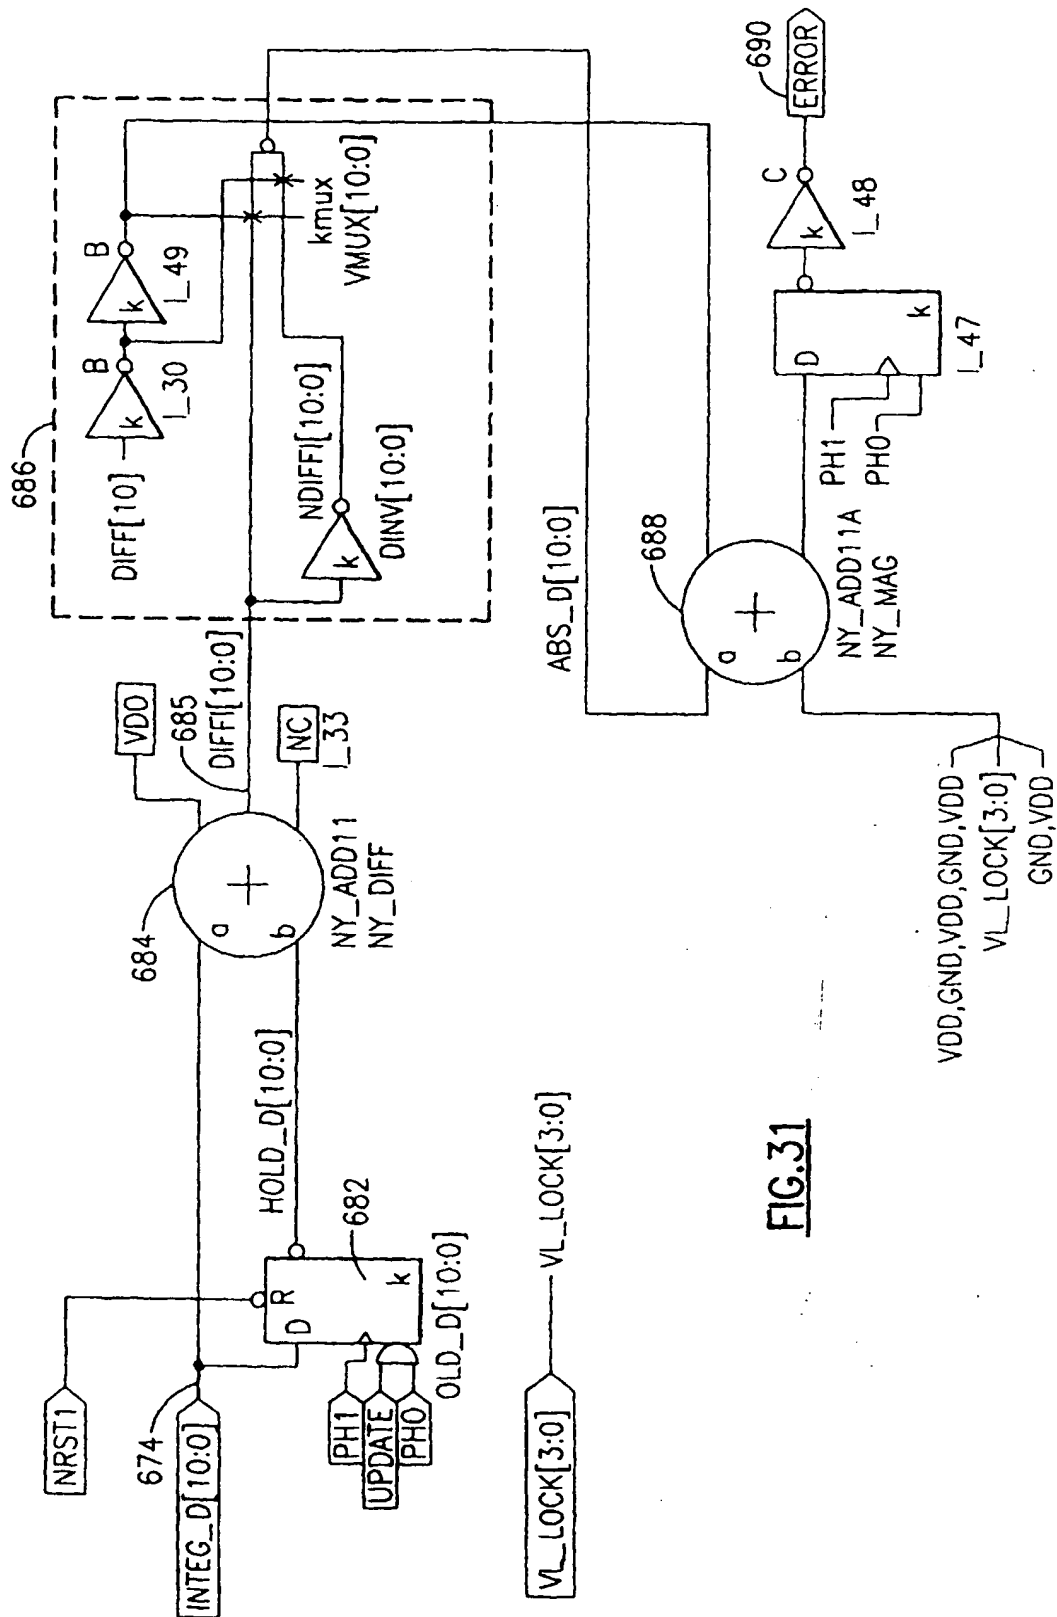 NRST1
674
INTEG_D[10:0]
D
R
k
682
PH1
UPDATE
PH0
OLD_D[10:0]
HOLD_D[10:0]
684
a
b
NY_ADD11
NY_DIFF
VDO
685
DIFFI[10:0]
NC
I_33
686
DIFF[10]
k
B
I_30
k
B
I_49
NDIFFI[10:0]
k
DINV[10:0]
kmux
VMUX[10:0]
ABS_D[10:0]
688
a
b
NY_ADD11A
NY_MAG
VDD,GND,VDD,GND,VDD
VL_LOCK[3:0]
GND,VDD
PH1
PH0
D
k
I_47
k
C
I_48
690
ERROR
VL_LOCK[3:0]
VL_LOCK[3:0]
FIG.31